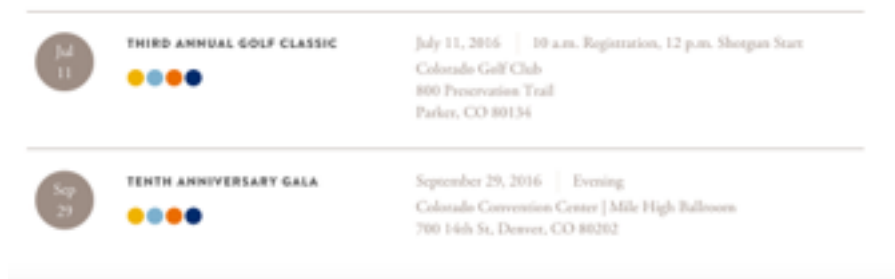 Jul
11
THIRD ANNUAL GOLF CLASSIC
July 11, 2016 | 10 a.m. Registration, 12 p.m. Shotgun Start
Colorado Golf Club
800 Preservation Trail
Parker, CO 80134
Sep
29
TENTH ANNIVERSARY GALA
September 29, 2016 | Evening
Colorado Convention Center | Mile High Ballroom
700 14th St, Denver, CO 80202